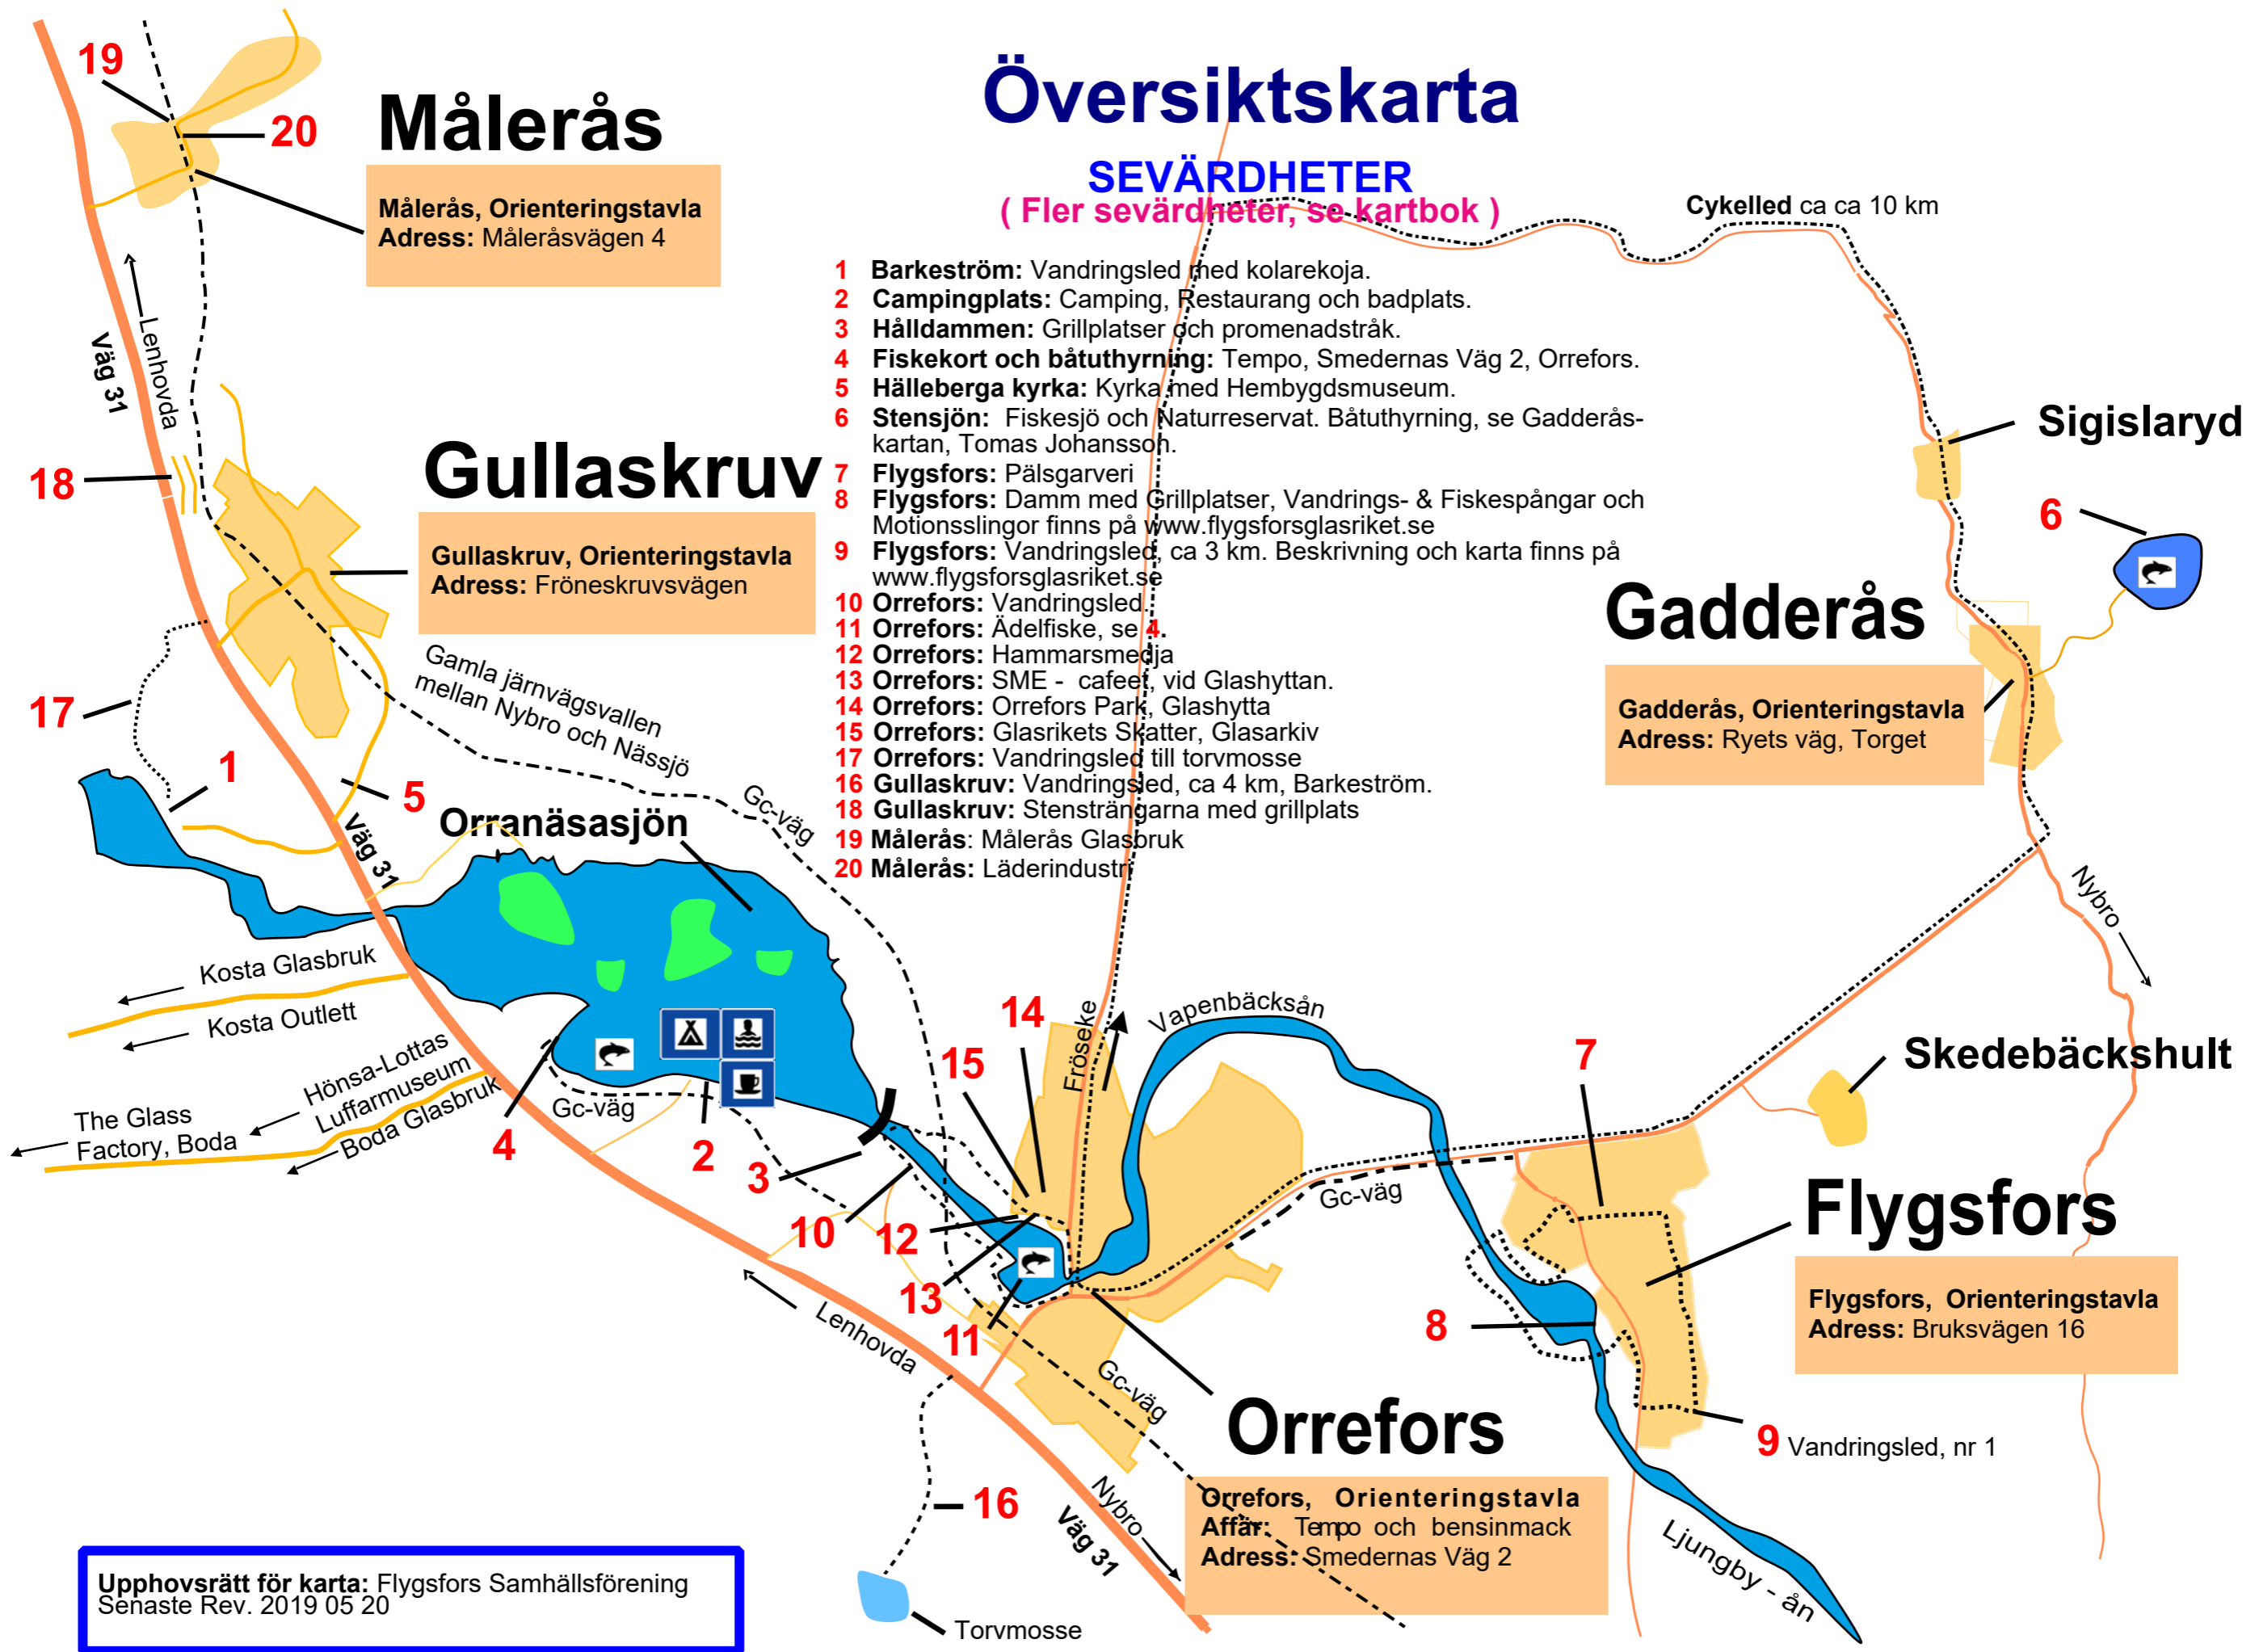 Översiktskarta
SEVÄRDHETER
( Fler sevärdheter, se kartbok )
1 Barkeström: Vandringsled med kolarekoja.
2 Campingplats: Camping, Restaurang och badplats.
3 Hålldammen: Grillplatser och promenadstråk.
4 Fiskekort och båtuthyrning: Tempo, Smedernas Väg 2, Orrefors.
5 Hälleberga kyrka: Kyrka med Hembygdsmuseum.
6 Stensjön: Fiskesjö och Naturreservat. Båtuthyrning, se Gadderås-
kartan, Tomas Johansson.
7 Flygsfors: Pälsgarveri
8 Flygsfors: Damm med Grillplatser, Vandrings- & Fiskespångar och
Motionsslingor finns på www.flygsforsglasriket.se
9 Flygsfors: Vandringsled, ca 3 km. Beskrivning och karta finns på
www.flygsforsglasriket.se
10 Orrefors: Vandringsled.
11 Orrefors: Ädelfiske, se 4.
12 Orrefors: Hammarsmedja
13 Orrefors: SME - cafeet, vid Glashyttan.
14 Orrefors: Orrefors Park, Glashytta
15 Orrefors: Glasrikets Skatter, Glasarkiv
17 Orrefors: Vandringsled till torvmosse
16 Gullaskruv: Vandringsled, ca 4 km, Barkeström.
18 Gullaskruv: Stensträngarna med grillplats
19 Målerås: Målerås Glasbruk
20 Målerås: Läderindustri
19
20
Målerås
Målerås, Orienteringstavla
Adress: Måleråsvägen 4
Lenhovda
Väg 31
18
Gullaskruv
Gullaskruv, Orienteringstavla
Adress: Fröneskruvsvägen
Gamla järnvägsvallen
mellan Nybro och Nässjö
Gc-väg
17
1
5
Väg 31
Orranäsasjön
Kosta Glasbruk
Kosta Outlett
Hönsa-Lottas
Luffarmuseum
Boda Glasbruk
The Glass
Factory, Boda
4
Gc-väg
2
3
10
12
13
11
15
14
Fröseke
Vapenbäcksån
Cykelled ca ca 10 km
Sigislaryd
6
Gadderås
Gadderås, Orienteringstavla
Adress: Ryets väg, Torget
Nybro
Skedebäckshult
7
Gc-väg
Flygsfors
Flygsfors, Orienteringstavla
Adress: Bruksvägen 16
8
9 Vandringsled, nr 1
Ljungby - ån
Lenhovda
Gc-väg
Orrefors
Orrefors, Orienteringstavla
Affär: Tempo och bensinmack
Adress: Smedernas Väg 2
Nybro
Väg 31
16
Torvmosse
Upphovsrätt för karta: Flygsfors Samhällsförening
Senaste Rev. 2019 05 20